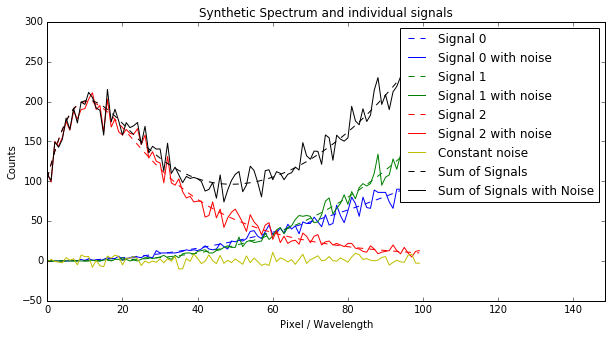 Synthetic Spectrum and individual signals
300
250
200
150
100
50
0
−50
Counts
0 20 40 60 80 100 120 140
Pixel / Wavelength
Signal 0
Signal 0 with noise
Signal 1
Signal 1 with noise
Signal 2
Signal 2 with noise
Constant noise
Sum of Signals
Sum of Signals with Noise